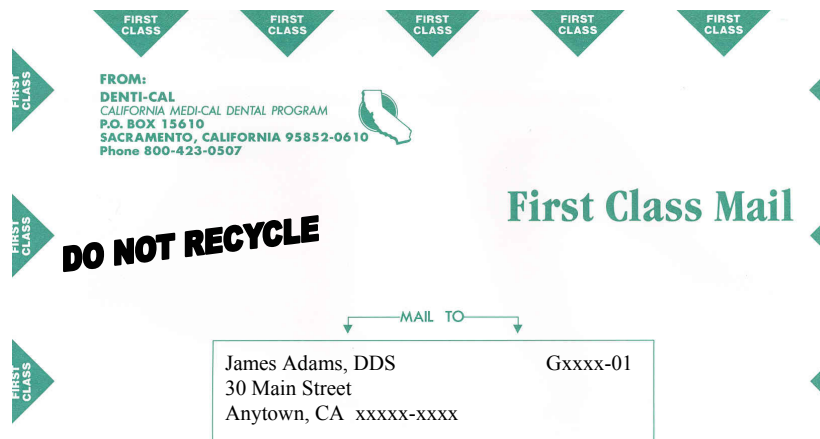 FIRST CLASS
FIRST CLASS
FIRST CLASS
FIRST CLASS
FIRST CLASS
FIRST CLASS
FROM:
DENTI-CAL
CALIFORNIA MEDI-CAL DENTAL PROGRAM
P.O. BOX 15610
SACRAMENTO, CALIFORNIA 95852-0610
Phone 800-423-0507
First Class Mail
FIRST CLASS
DO NOT RECYCLE
MAIL TO
FIRST CLASS
James Adams, DDS Gxxxx-01
30 Main Street
Anytown, CA xxxxx-xxxx